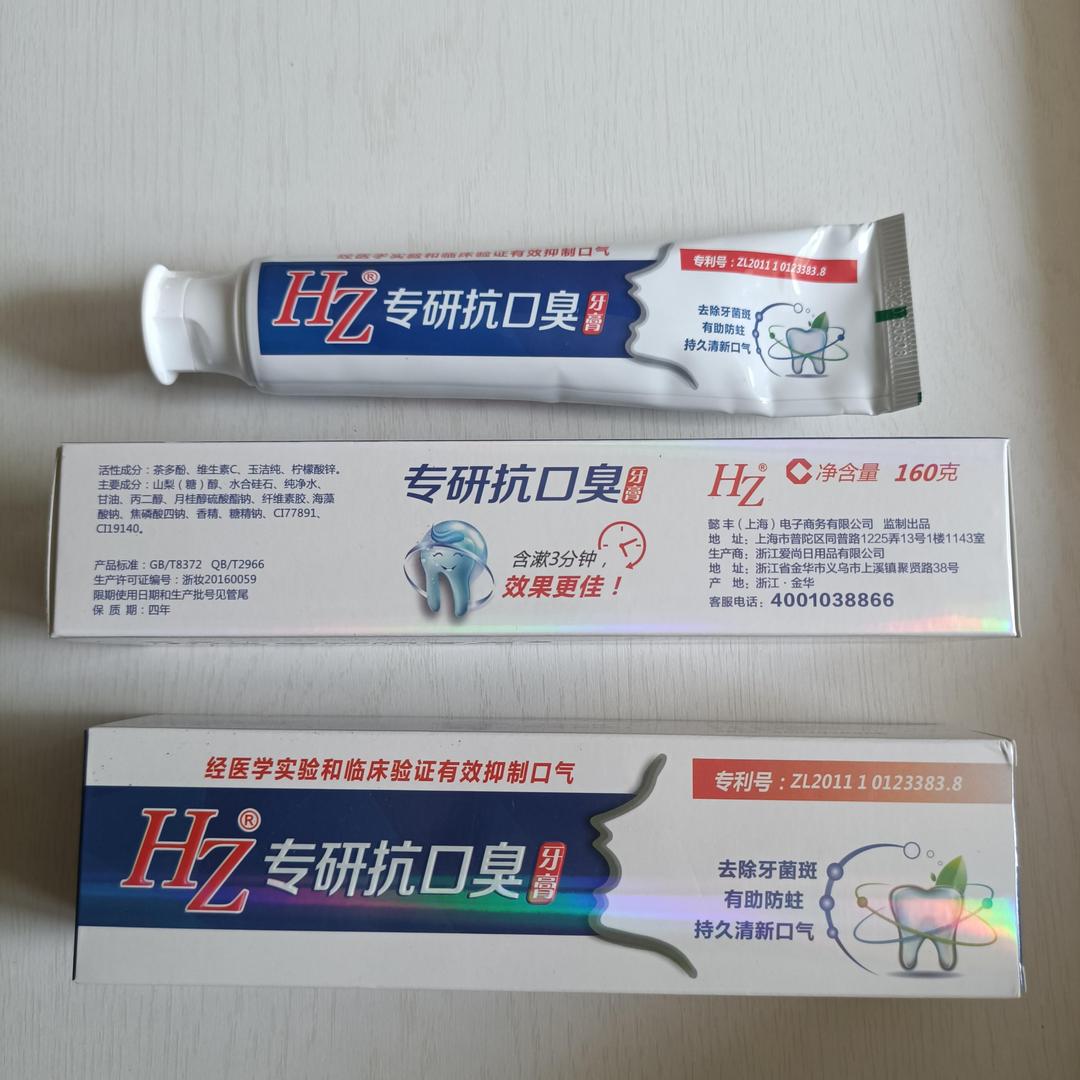 经医学实验和临床验证有效抑制口气
HZ®
专研抗口臭
牙膏
专利号：ZL2011 1 0123383.8
去除牙菌斑
有助防蛀
持久清新口气
活性成分：茶多酚、维生素C、玉洁纯、柠檬酸锌。
主要成分：山梨（糖）醇、水合硅石、纯净水、
甘油、丙二醇、月桂醇硫酸酯钠、纤维素胶、海藻
酸钠、焦磷酸四钠、香精、糖精钠、CI77891、
CI19140。
产品标准：GB/T8372 QB/T2966
生产许可证编号：浙妆20160059
限期使用日期和生产批号见管尾
保 质 期：四年
专研抗口臭
牙膏
含漱3分钟，
效果更佳！
HZ®
净含量 160克
懿丰（上海）电子商务有限公司 监制出品
地 址：上海市普陀区同普路1225弄13号1楼1143室
生产商：浙江爱尚日用品有限公司
地 址：浙江省金华市义乌市上溪镇聚贤路38号
产 地：浙江·金华
客服电话：4001038866
经医学实验和临床验证有效抑制口气
HZ®
专研抗口臭
牙膏
专利号：ZL2011 1 0123383.8
去除牙菌斑
有助防蛀
持久清新口气